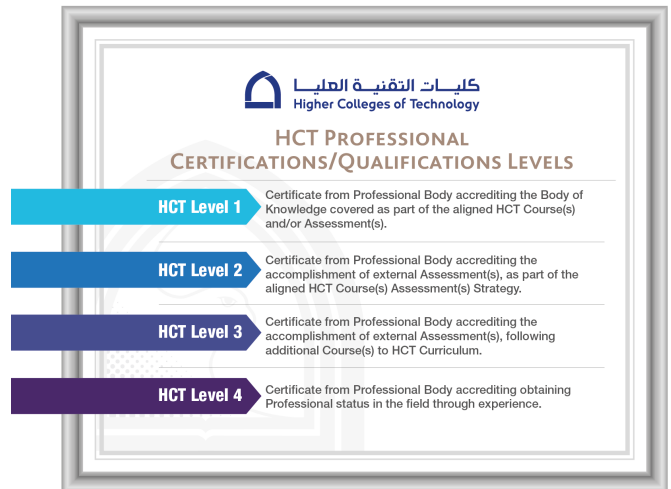 كليـــات التقنيـة العليـــا
Higher Colleges of Technology
HCT PROFESSIONAL
CERTIFICATIONS/QUALIFICATIONS LEVELS
HCT Level 1
Certificate from Professional Body accrediting the Body of
Knowledge covered as part of the aligned HCT Course(s)
and/or Assessment(s).
HCT Level 2
Certificate from Professional Body accrediting the
accomplishment of external Assessment(s), as part of the
aligned HCT Course(s) Assessment(s) Strategy.
HCT Level 3
Certificate from Professional Body accrediting the
accomplishment of external Assessment(s), following
additional Course(s) to HCT Curriculum.
HCT Level 4
Certificate from Professional Body accrediting obtaining
Professional status in the field through experience.